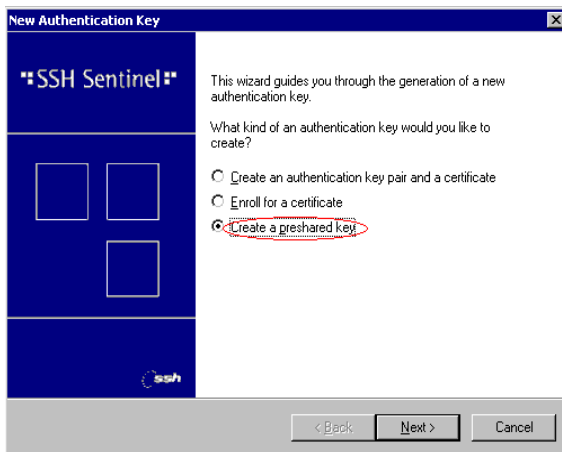 New Authentication Key
SSH Sentinel
This wizard guides you through the generation of a new
authentication key.
What kind of an authentication key would you like to
create?
Create an authentication key pair and a certificate
Enroll for a certificate
Create a preshared key
ssh
< Back
Next >
Cancel